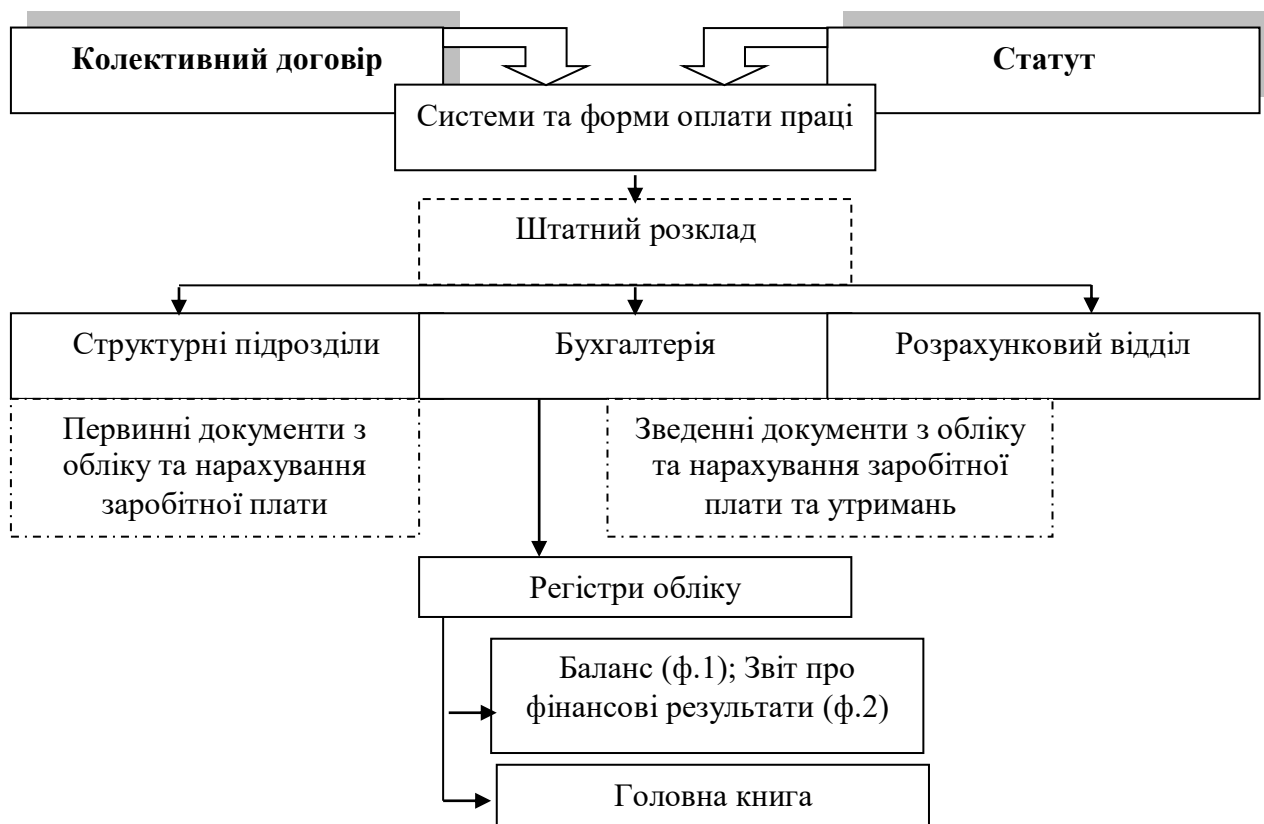 Колективний договір
Статут
Системи та форми оплати праці
Штатний розклад
Структурні підрозділи
Бухгалтерія
Розрахунковий відділ
Первинні документи з
обліку та нарахування
заробітної плати
Зведенні документи з обліку
та нарахування заробітної
плати та утримань
Регістри обліку
Баланс (ф.1); Звіт про
фінансові результати (ф.2)
Головна книга